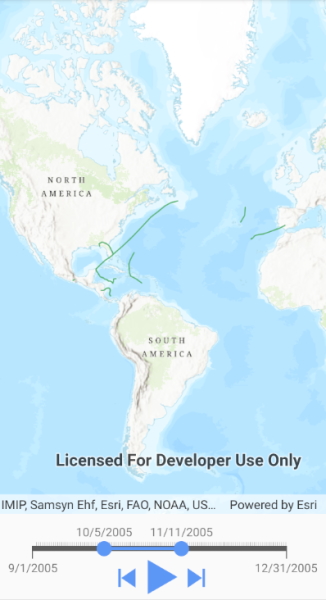 NORTH
AMERICA
SOUTH
AMERICA
Licensed For Developer Use Only
IMIP, Samsyn Ehf, Esri, FAO, NOAA, US... Powered by Esri
10/5/2005 11/11/2005
9/1/2005 12/31/2005